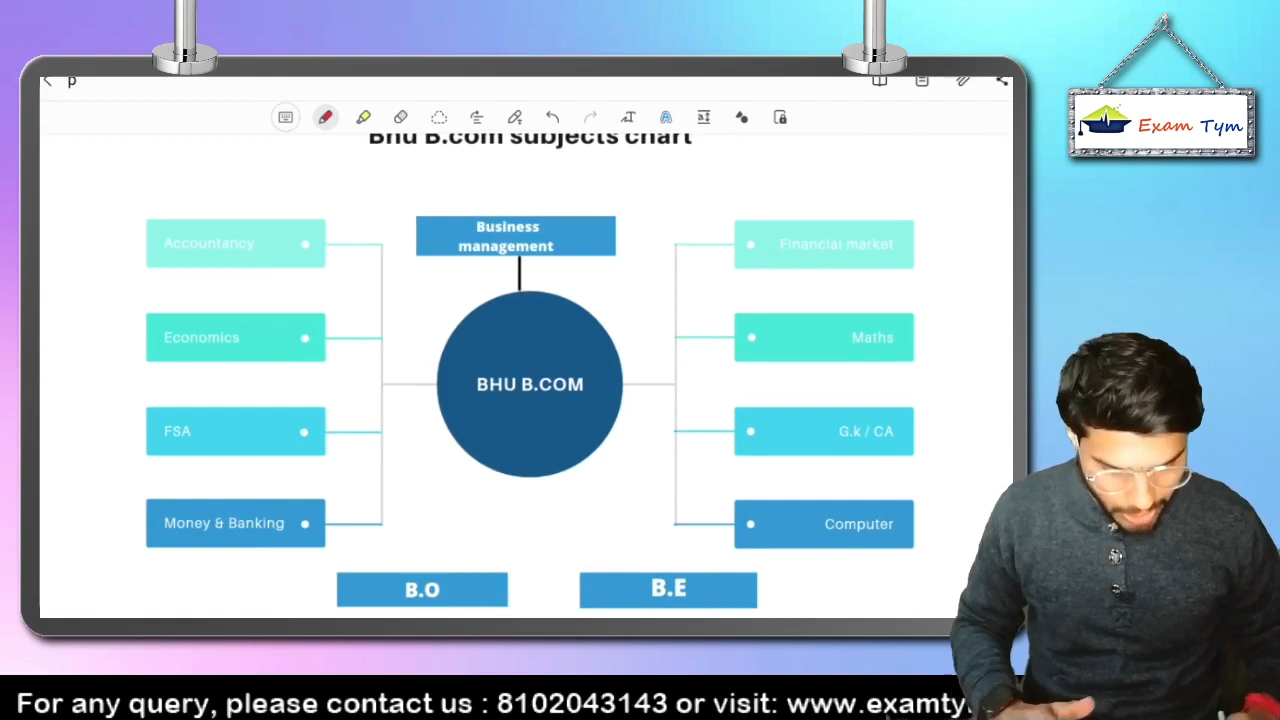 p
Exam Tym
Bhu B.com subjects chart
Business
management
Accountancy
Financial market
Economics
Maths
BHU B.COM
FSA
G.k / CA
Money & Banking
Computer
B.O
B.E
For any query, please contact us : 8102043143 or visit: www.examty